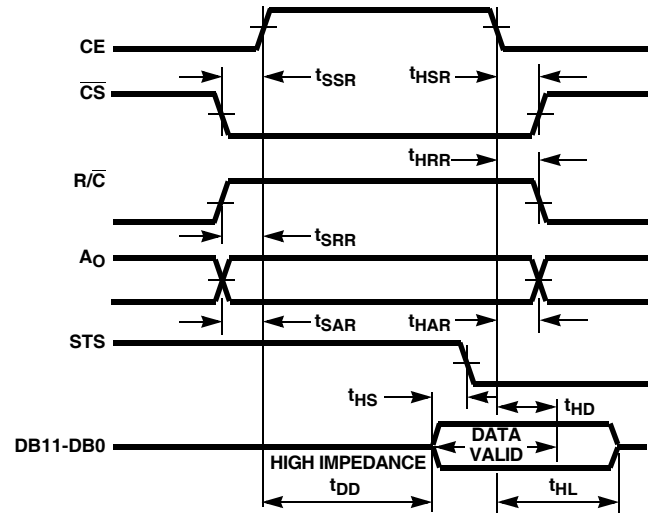 CE
tSSR
tHSR
CS
tHRR
R/C
tSRR
AO
tSAR
tHAR
STS
tHS
tHD
DB11-DB0
HIGH IMPEDANCE
DATA
VALID
tDD
tHL